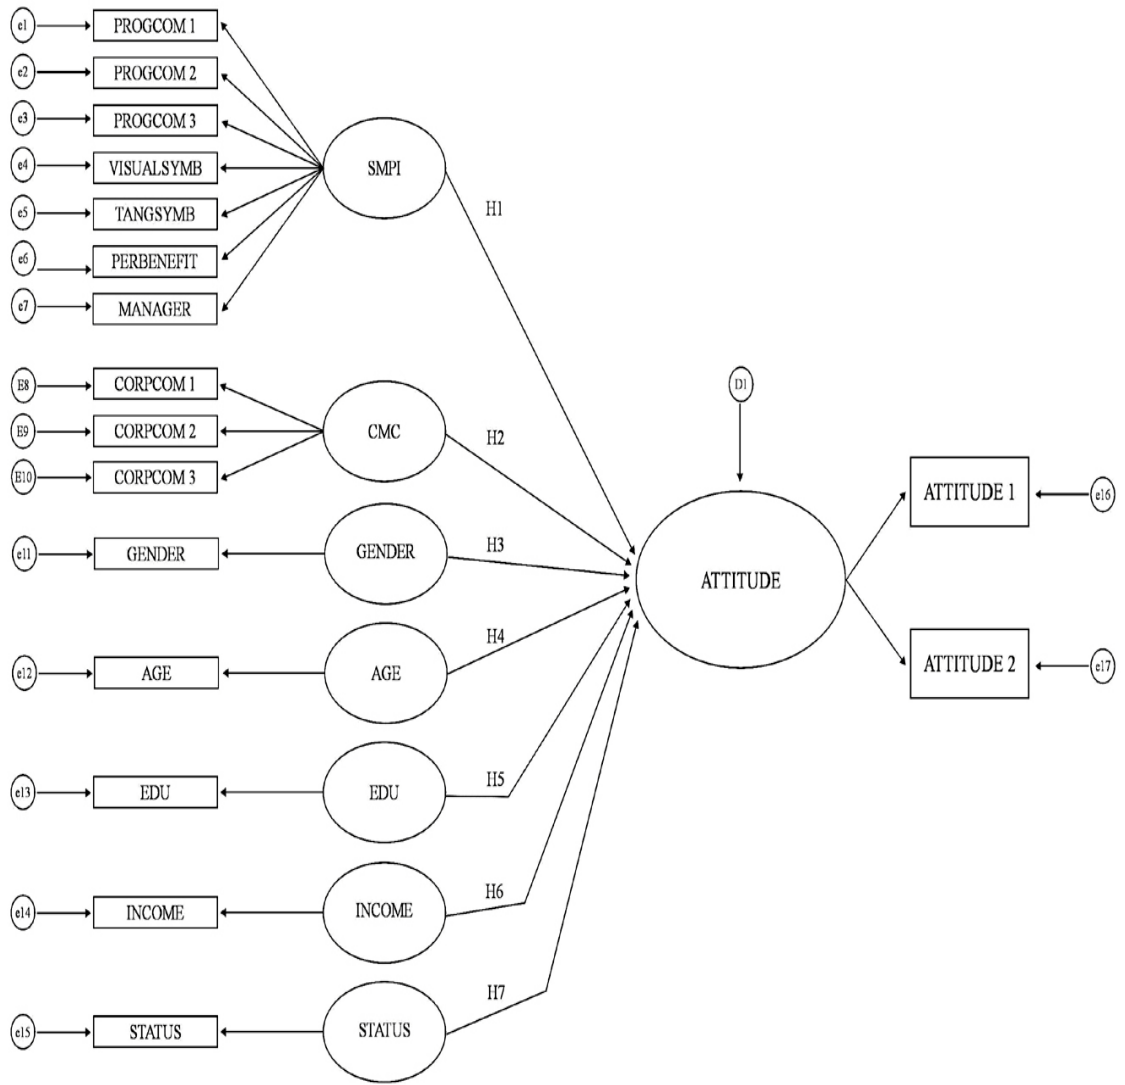 e1 PROGCOM 1
e2 PROGCOM 2
e3 PROGCOM 3
e4 VISUALSYMB SMPI
H1
e5 TANGSYMB
e6 PERBENEFIT
e7 MANAGER
E8 CORPCOM 1
D1
E9 CORPCOM 2 CMC H2
E10 CORPCOM 3
ATTITUDE 1 e16
e11 GENDER GENDER H3
ATTITUDE
H4
e12 AGE AGE
ATTITUDE 2 e17
H5
e13 EDU EDU
H6
e14 INCOME INCOME
H7
e15 STATUS STATUS